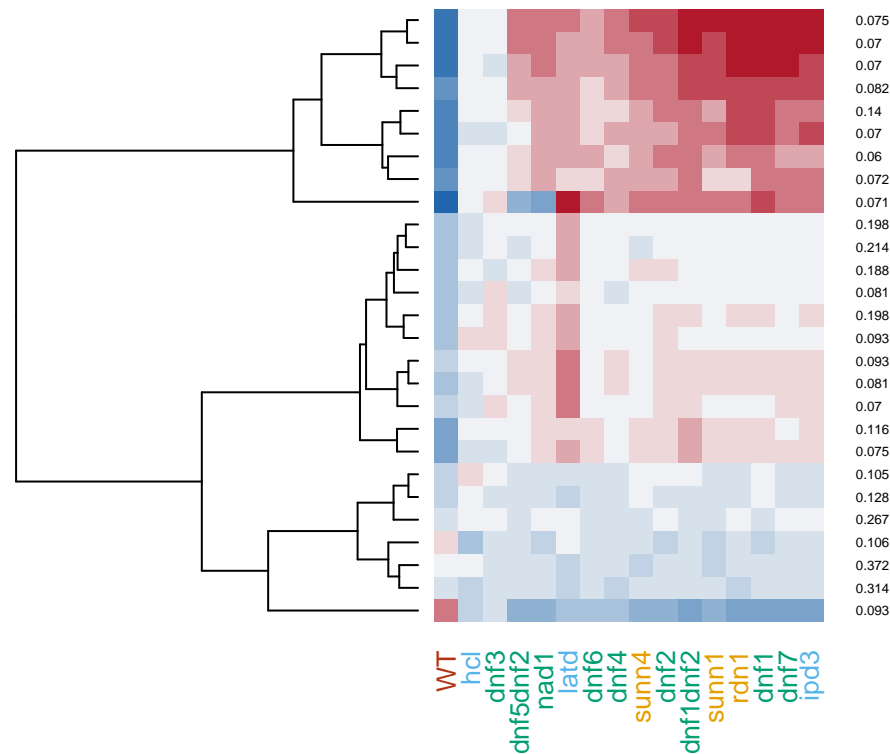 0.075
0.07
0.07
0.082
0.14
0.07
0.06
0.072
0.071
0.198
0.214
0.188
0.081
0.198
0.093
0.093
0.081
0.07
0.116
0.075
0.105
0.128
0.267
0.106
0.372
0.314
0.093
WT
hcl
dnf3
dnf5dnf2
nad1
latd
dnf6
dnf4
sunn4
dnf2
dnf1dnf2
sunn1
rdn1
dnf1
dnf7
ipd3